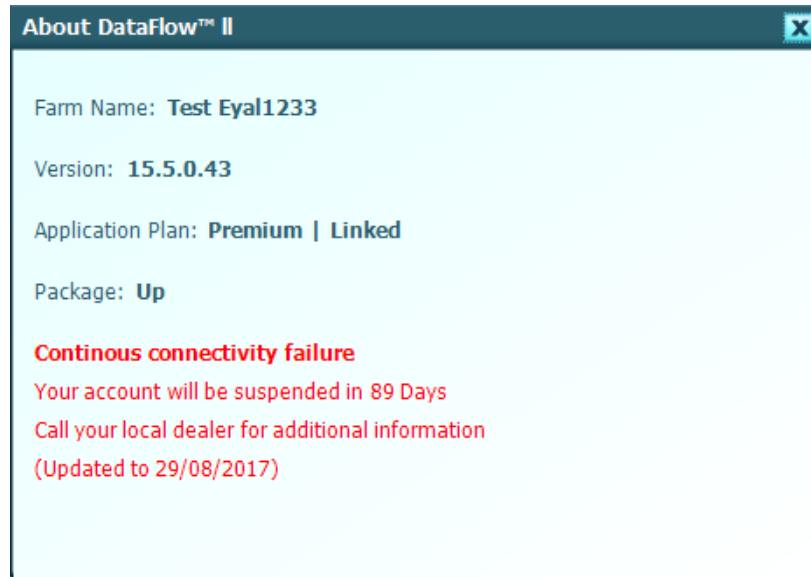 About DataFlow™ II
Farm Name: Test Eyal1233
Version: 15.5.0.43
Application Plan: Premium | Linked
Package: Up
Continous connectivity failure
Your account will be suspended in 89 Days
Call your local dealer for additional information
(Updated to 29/08/2017)